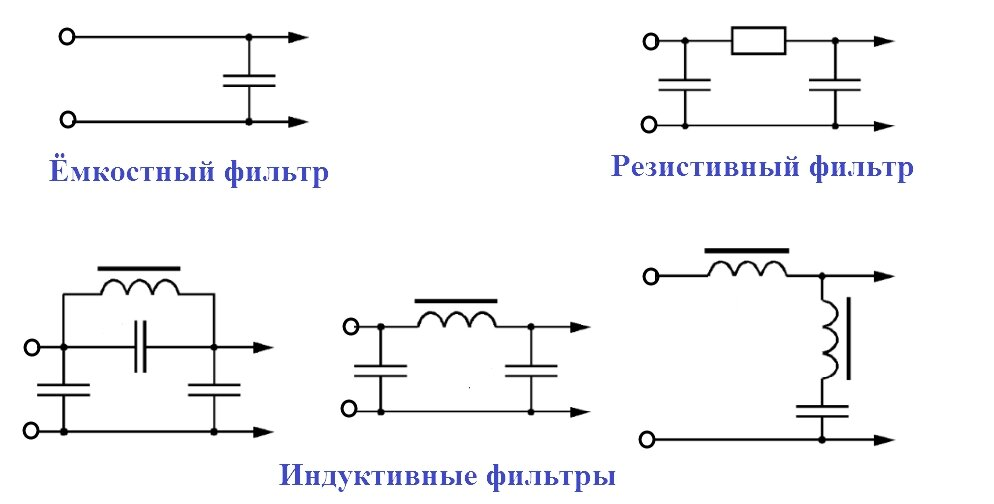 Ёмкостный фильтр
Резистивный фильтр
Индуктивные фильтры